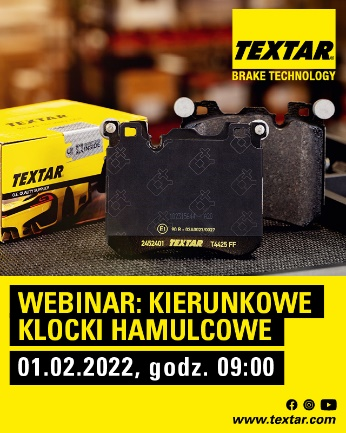 TEXTAR
BRAKE TECHNOLOGY
TEXTAR
WEBINAR: KIERUNKOWE
KLOCKI HAMULCOWE
01.02.2022, godz. 09:00
www.textar.com
2452401 TEXTAR T4425 FF